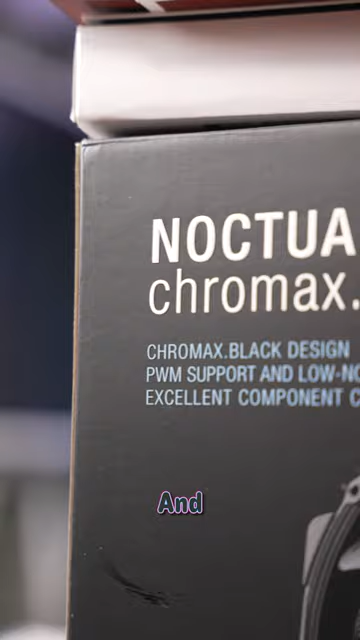 NOCTUA
chromax.
CHROMAX.BLACK DESIGN
PWM SUPPORT AND LOW-NO
EXCELLENT COMPONENT C
And